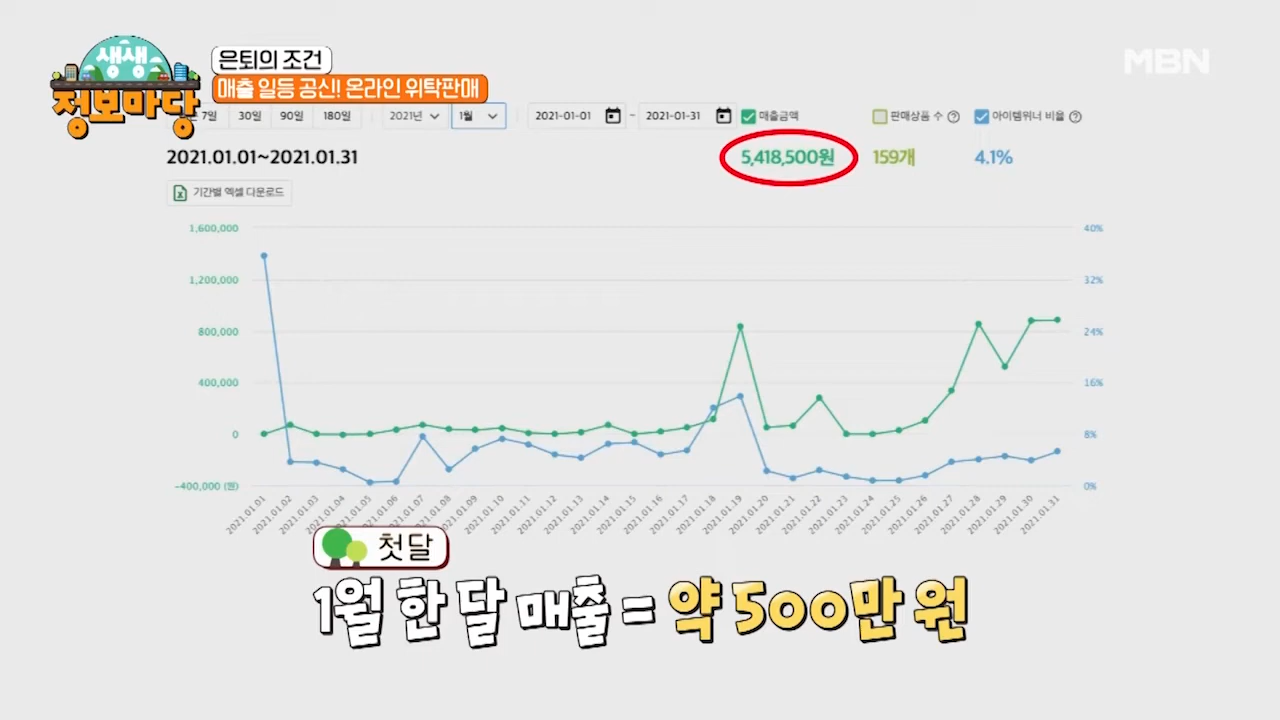 생생
정보마당
은퇴의 조건
매출 일등 공신! 온라인 위탁판매
MBN
7일 30일 90일 180일 2021년 1월 2021-01-01 ~ 2021-01-31 매출금액 판매상품 수 아이템위너 비율
2021.01.01~2021.01.31 5,418,500원 159개 4.1%
기간별 엑셀 다운로드
1,600,000 40%
1,200,000 32%
800,000 24%
400,000 16%
0 8%
-400,000 (원) 0%
2021.01.01 2021.01.02 2021.01.03 2021.01.04 2021.01.05 2021.01.06 2021.01.07 2021.01.08 2021.01.09 2021.01.10 2021.01.11 2021.01.12 2021.01.13 2021.01.14 2021.01.15 2021.01.16 2021.01.17 2021.01.18 2021.01.19 2021.01.20 2021.01.21 2021.01.22 2021.01.23 2021.01.24 2021.01.25 2021.01.26 2021.01.27 2021.01.28 2021.01.29 2021.01.30 2021.01.31
첫달
1월 한 달 매출 = 약 500만 원